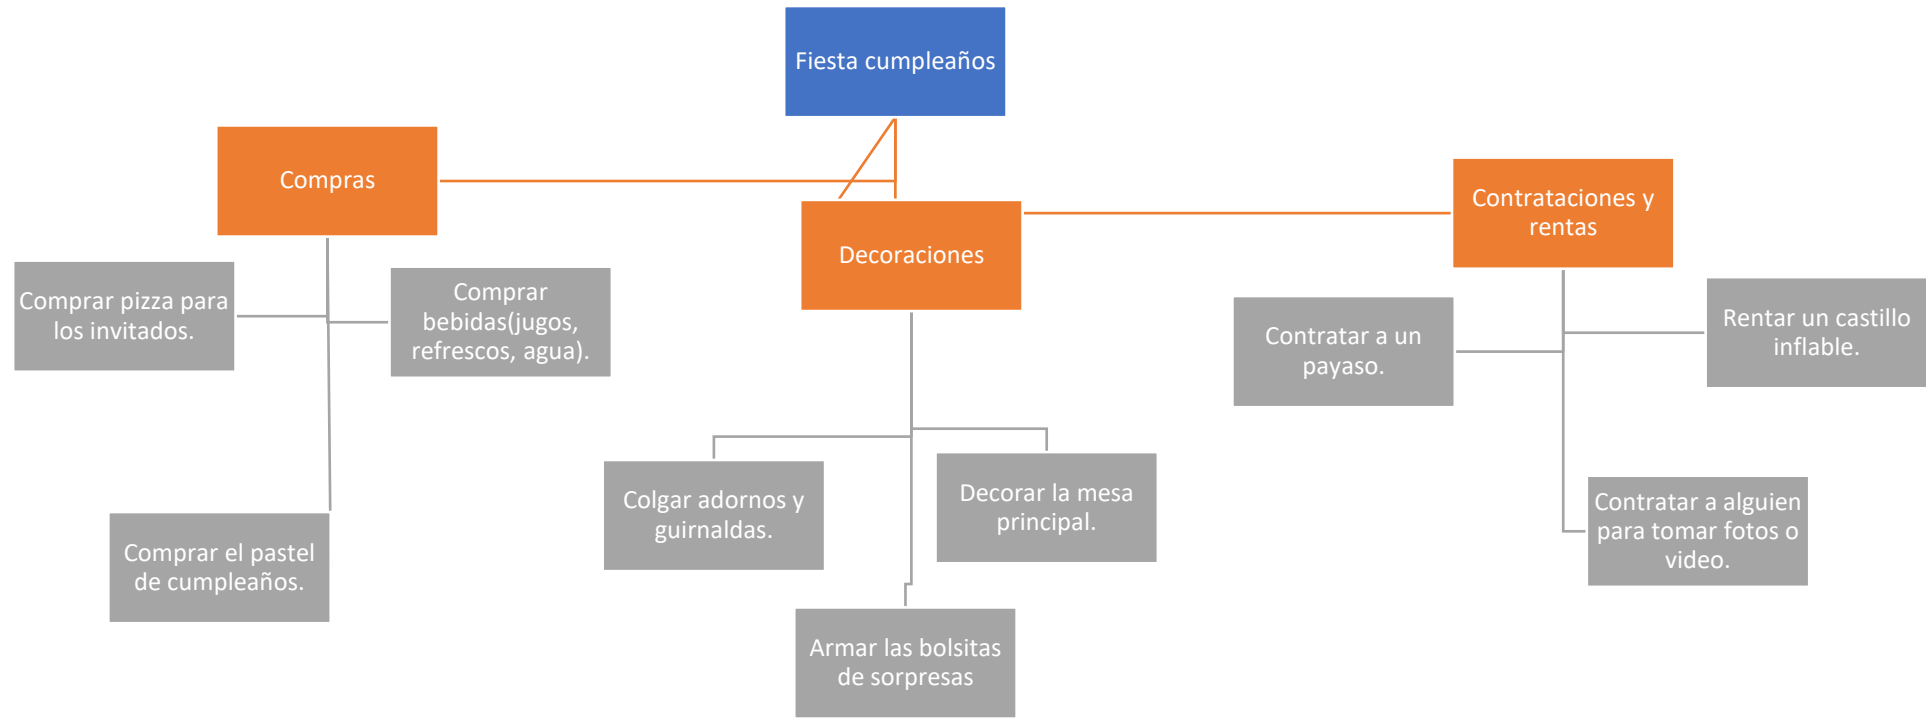 Fiesta cumpleaños
Compras
Comprar pizza para
los invitados.
Comprar
bebidas(jugos,
refrescos, agua).
Comprar el pastel
de cumpleaños.
Decoraciones
Colgar adornos y
guirnaldas.
Decorar la mesa
principal.
Armar las bolsitas
de sorpresas
Contrataciones y
rentas
Contratar a un
payaso.
Rentar un castillo
inflable.
Contratar a alguien
para tomar fotos o
video.